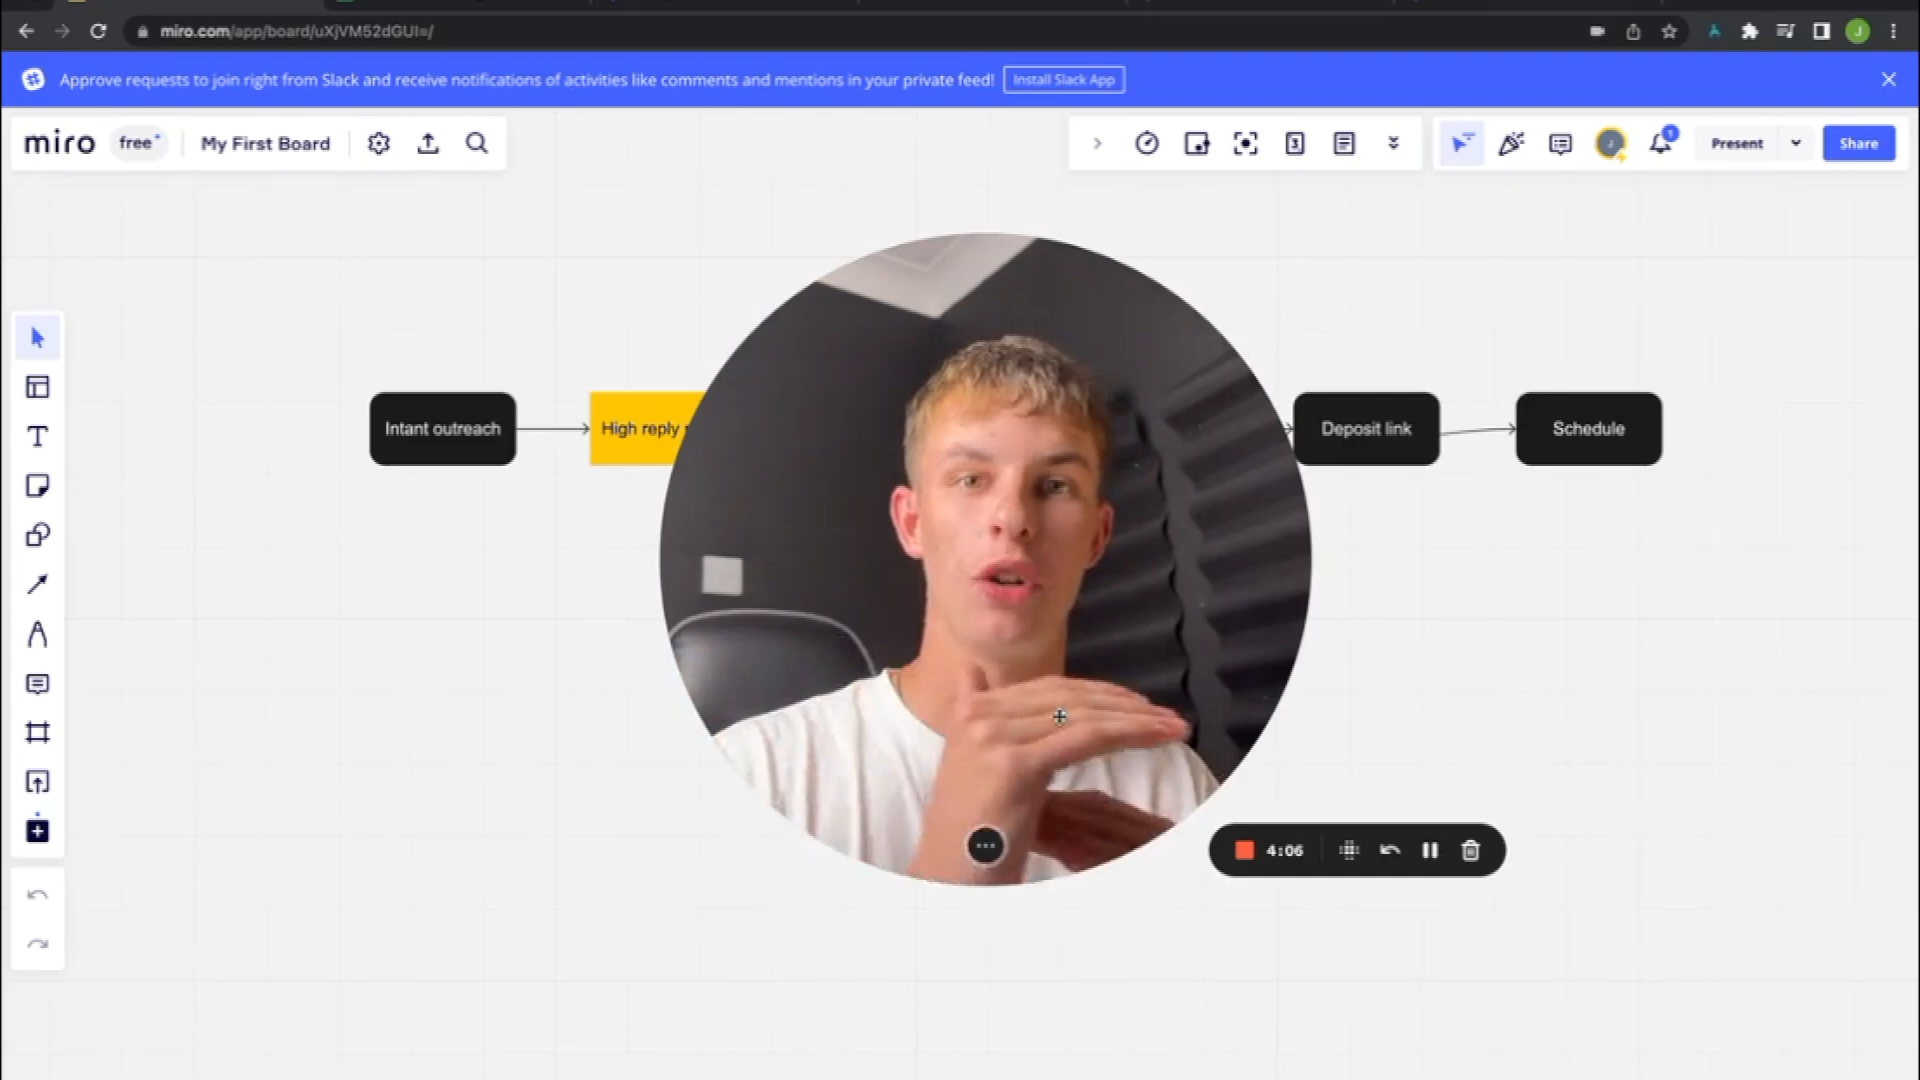 miro.com/app/board/uXjVM52dGUI=/
J
Approve requests to join right from Slack and receive notifications of activities like comments and mentions in your private feed! Install Slack App
miro free My First Board
3
1
Present
Share
Intant outreach
High reply
Deposit link
Schedule
4:06